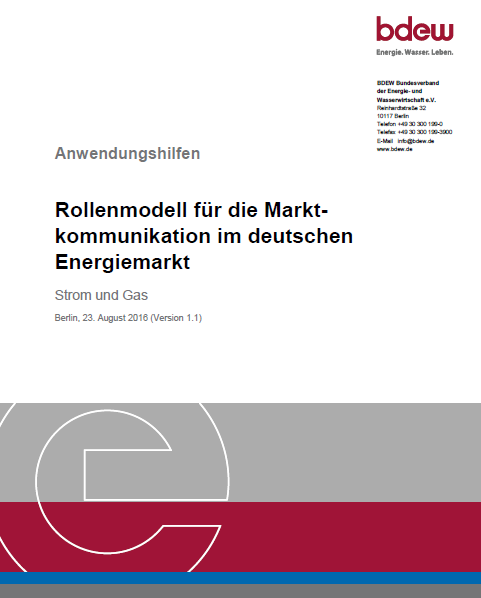 bdew
Energie. Wasser. Leben.
BDEW Bundesverband
der Energie- und
Wasserwirtschaft e.V.
Reinhardtstraße 32
10117 Berlin
Telefon +49 30 300 199-0
Telefax +49 30 300 199-3900
E-Mail info@bdew.de
www.bdew.de
Anwendungshilfen
Rollenmodell für die Markt-
kommunikation im deutschen
Energiemarkt
Strom und Gas
Berlin, 23. August 2016 (Version 1.1)